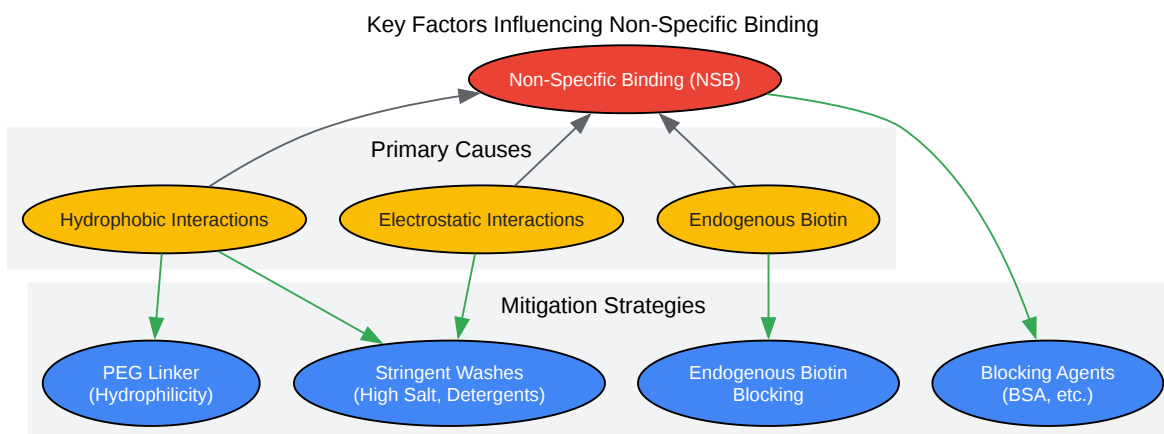 Key Factors Influencing Non-Specific Binding
Non-Specific Binding (NSB)
Primary Causes
Hydrophobic Interactions
Electrostatic Interactions
Endogenous Biotin
Mitigation Strategies
PEG Linker
(Hydrophilicity)
Stringent Washes
(High Salt, Detergents)
Endogenous Biotin
Blocking
Blocking Agents
(BSA, etc.)